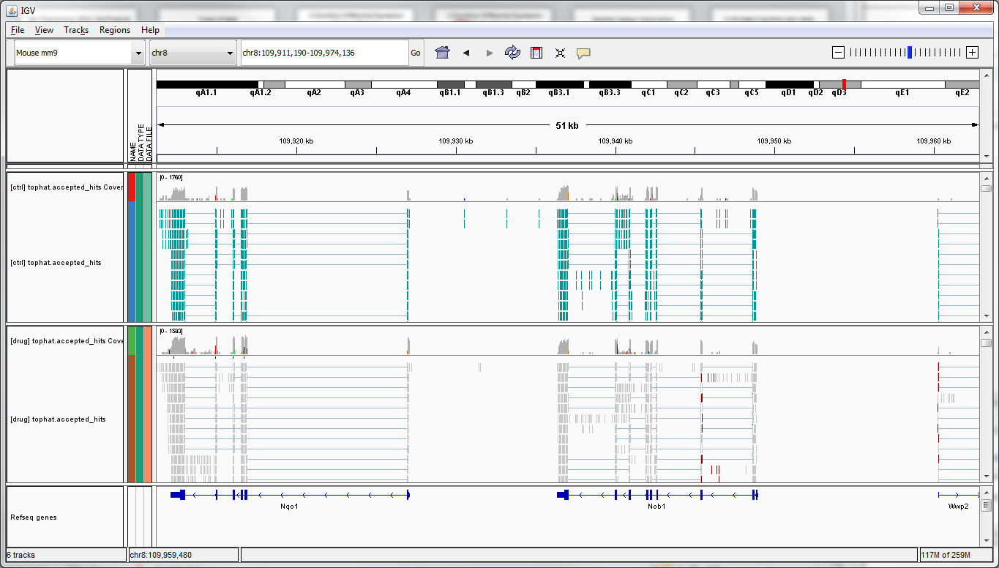 IGV
File View Tracks Regions Help
Mouse mm9 chr8 chr8:109,911,190-109,974,136 Go
qA1.1 qA1.2 qA2 qA3 qA4 qB1.1 qB1.3 qB2 qB3.1 qB3.3 qC1 qC2 qC3 qC5 qD1 qD2 qD3 qE1 qE2
51 kb
109,920 kb 109,930 kb 109,940 kb 109,950 kb 109,960 kb
NAME
DATA TYPE
DATA FILE
[0 - 1760]
[ctrl] tophat.accepted_hits Cover
[ctrl] tophat.accepted_hits
[0 - 1580]
[drug] tophat.accepted_hits Cove
[drug] tophat.accepted_hits
Nqo1 Nob1 Wwp2
Refseq genes
6 tracks chr8:109,959,480 117M of 259M